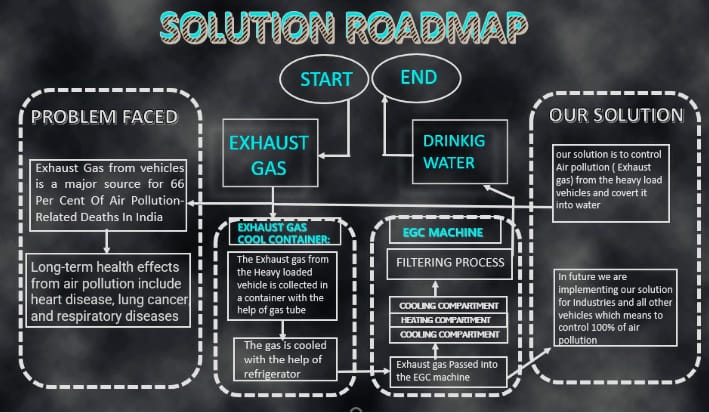 SOLUTION ROADMAP
START
END
PROBLEM FACED
Exhaust Gas from vehicles
is a major source for 66
Per Cent Of Air Pollution-
Related Deaths In India
Long-term health effects
from air pollution include
heart disease, lung cancer,
and respiratory diseases
EXHAUST
GAS
DRINKIG
WATER
EXHAUST GAS
COOL CONTAINER:
The Exhaust gas from
the Heavy loaded
vehicle is collected in
a container with the
help of gas tube
The gas is cooled
with the help of
refrigerator
EGC MACHINE
FILTERING PROCESS
COOLING COMPARTMENT
HEATING COMPARTMENT
COOLING COMPARTMENT
Exhaust gas Passed into
the EGC machine
OUR SOLUTION
our solution is to control
Air pollution ( Exhaust
gas) from the heavy load
vehicles and covert it
into water
In future we are
implementing our solution
for Industries and all other
vehicles which means to
control 100% of air
pollution